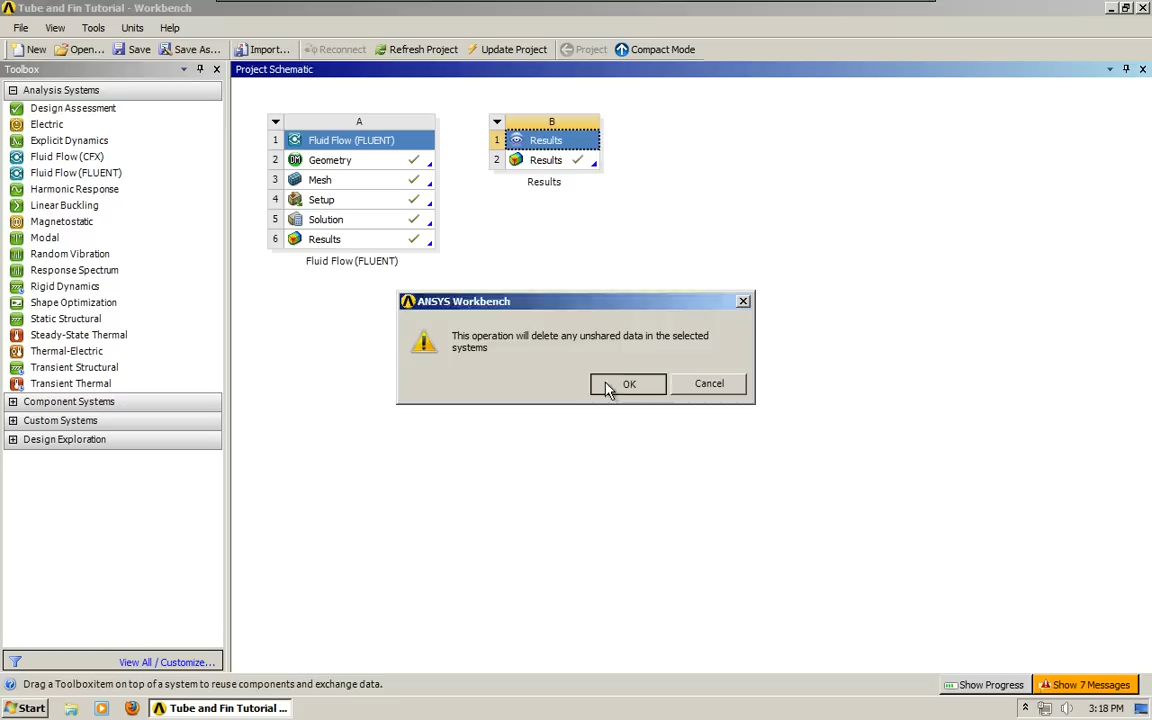 Tube and Fin Tutorial - Workbench
File View Tools Units Help
New Open... Save Save As... Import... Reconnect Refresh Project Update Project Project Compact Mode
Toolbox
Analysis Systems
Design Assessment
Electric
Explicit Dynamics
Fluid Flow (CFX)
Fluid Flow (FLUENT)
Harmonic Response
Linear Buckling
Magnetostatic
Modal
Random Vibration
Response Spectrum
Rigid Dynamics
Shape Optimization
Static Structural
Steady-State Thermal
Thermal-Electric
Transient Structural
Transient Thermal
Component Systems
Custom Systems
Design Exploration
View All / Customize...
Project Schematic
A
1 Fluid Flow (FLUENT)
2 Geometry
3 Mesh
4 Setup
5 Solution
6 Results
Fluid Flow (FLUENT)
B
1 Results
2 Results
Results
ANSYS Workbench
This operation will delete any unshared data in the selected
systems
OK Cancel
Drag a Toolboxitem on top of a system to reuse components and exchange data.
Show Progress Show 7 Messages
Start Tube and Fin Tutorial ... 3:18 PM